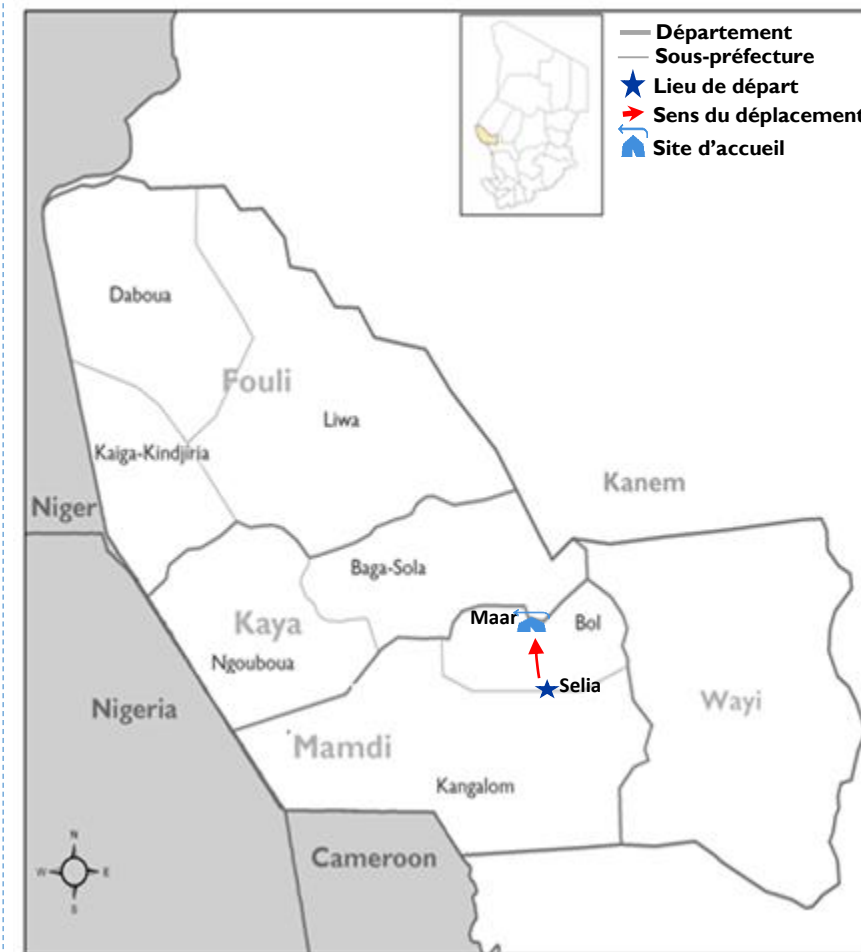 Département
Sous-préfecture
Lieu de départ
Sens du déplacement
Site d'accueil
Daboua
Fouli
Liwa
Kaiga-Kindjiria
Kanem
Niger
Baga-Sola
Maar
Bol
Kaya
Ngouboua
Selia
Wayi
Nigeria
Mamdi
Kangalom
Cameroon
N
W
E
S